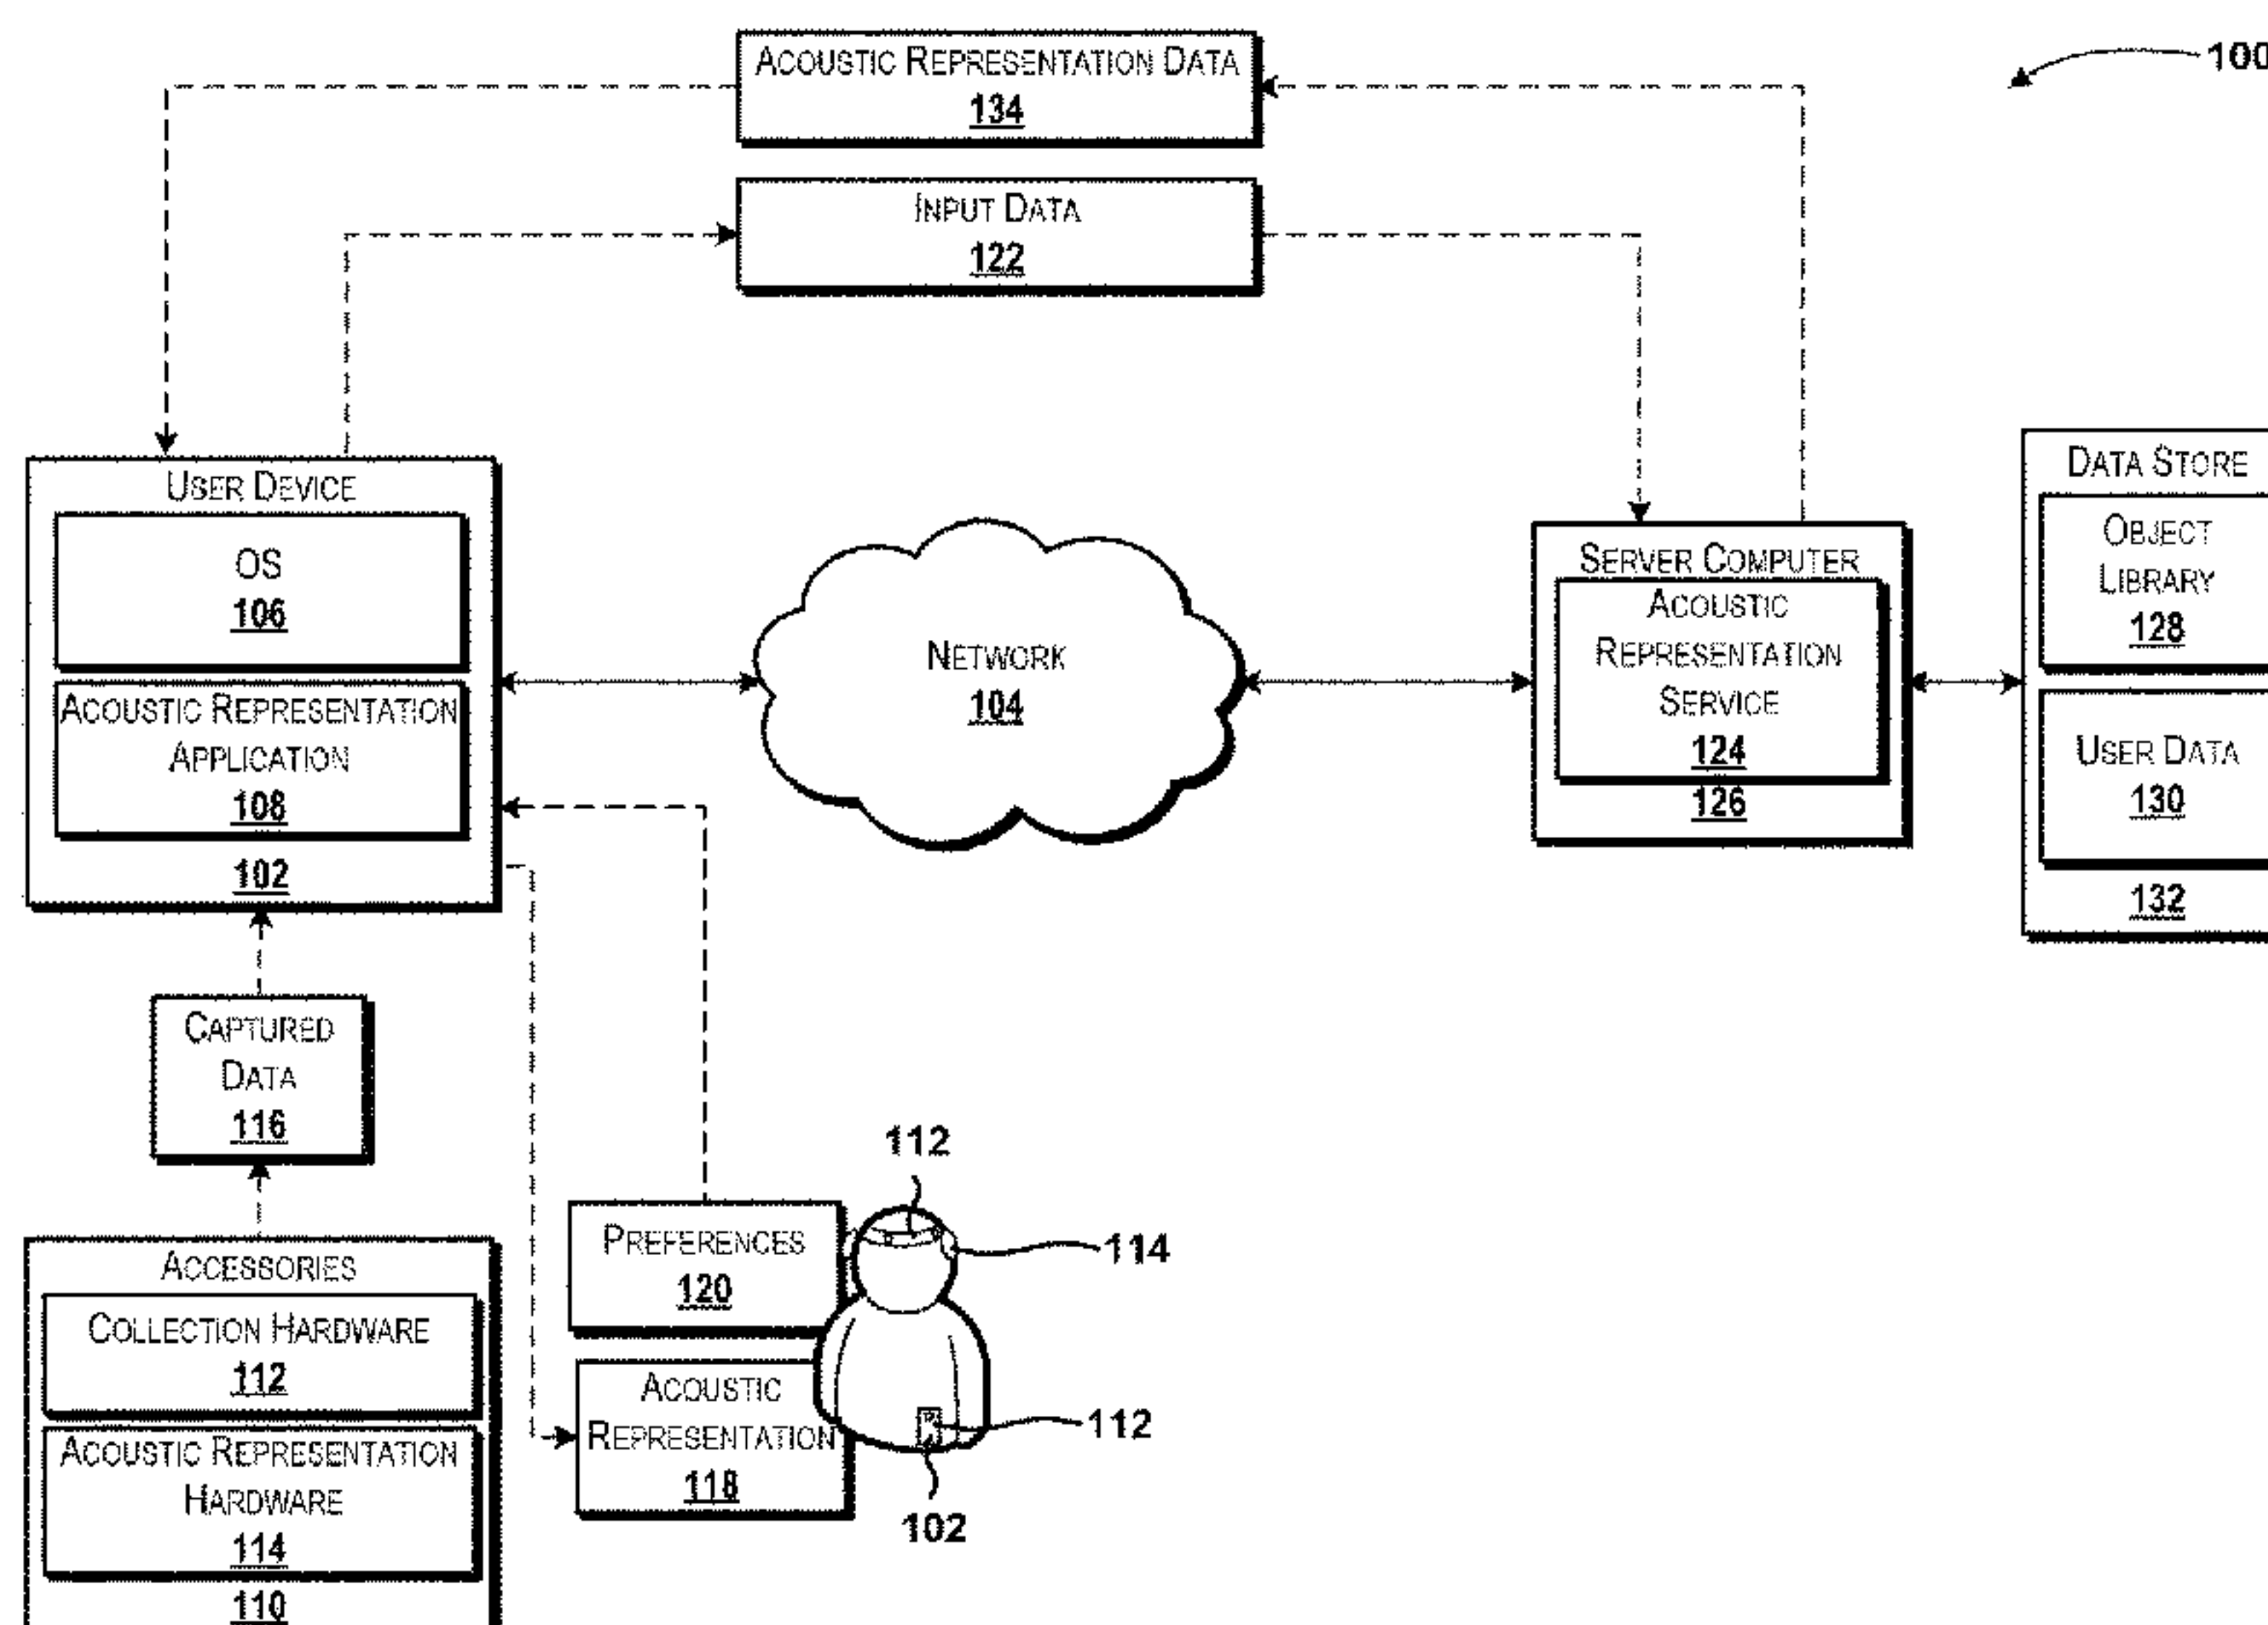 ACOUSTIC REPRESENTATION DATA
134
100
INPUT DATA
122
USER DEVICE
OS
106
ACOUSTIC REPRESENTATION
APPLICATION
108
102
NETWORK
104
SERVER COMPUTER
ACOUSTIC
REPRESENTATION
SERVICE
124
126
DATA STORE
OBJECT
LIBRARY
128
USER DATA
130
132
CAPTURED
DATA
116
ACCESSORIES
COLLECTION HARDWARE
112
ACOUSTIC REPRESENTATION
HARDWARE
114
110
PREFERENCES
120
ACOUSTIC
REPRESENTATION
118
112
114
112
102